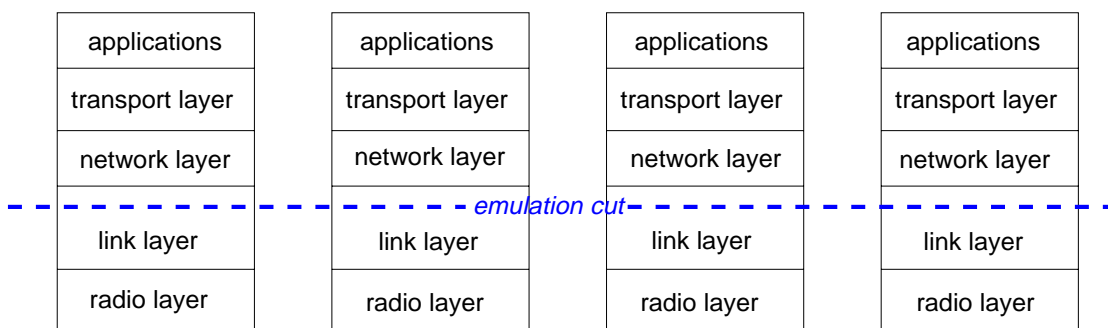 applications applications applications applications
transport layer transport layer transport layer transport layer
network layer network layer network layer network layer
emulation cut
link layer link layer link layer link layer
radio layer radio layer radio layer radio layer